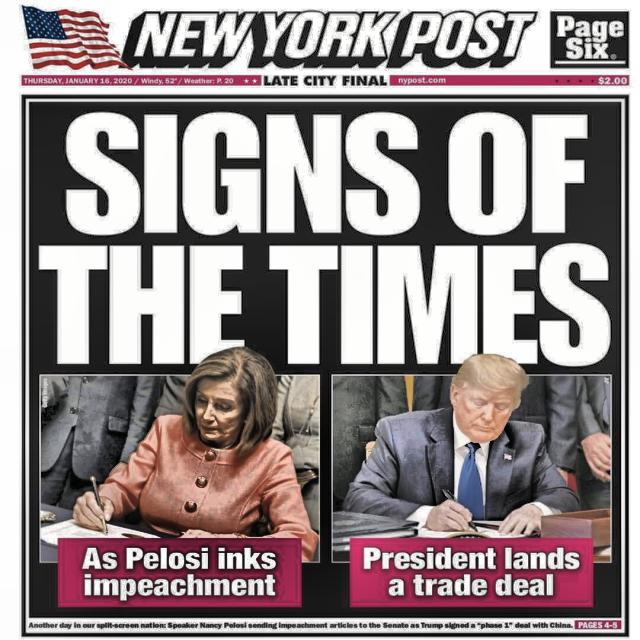 NEW YORK POST
Page
Six®
THURSDAY, JANUARY 16, 2020 / Windy, 52° / Weather: P. 20 ★ ★ LATE CITY FINAL nypost.com $2.00
SIGNS OF
THE TIMES
As Pelosi inks
impeachment
President lands
a trade deal
Another day in our split-screen nation: Speaker Nancy Pelosi sending impeachment articles to the Senate as Trump signed a "phase 1" deal with China. PAGES 4-5